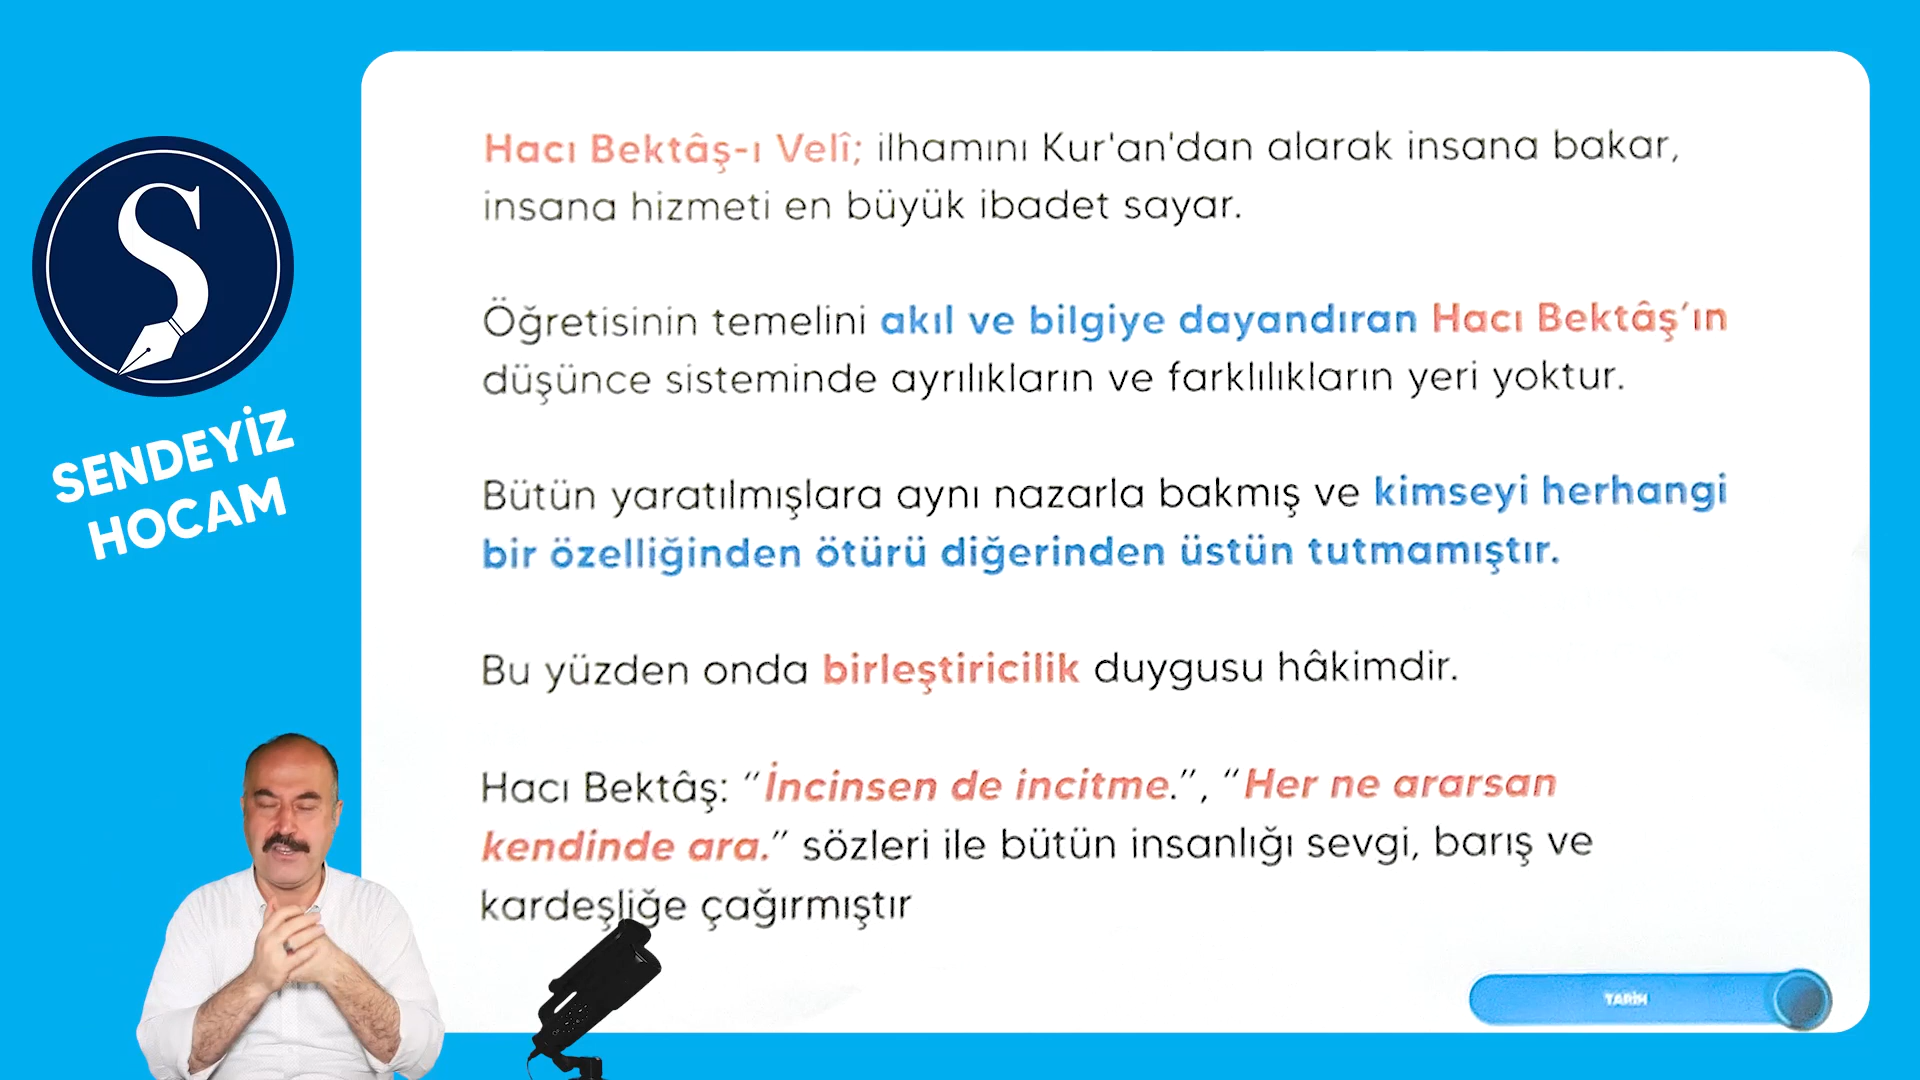 S
SENDEYİZ
HOCAM
Hacı Bektâş-ı Velî; ilhamını Kur'an'dan alarak insana bakar,
insana hizmeti en büyük ibadet sayar.
Öğretisinin temelini akıl ve bilgiye dayandıran Hacı Bektâş'ın
düşünce sisteminde ayrılıkların ve farklılıkların yeri yoktur.
Bütün yaratılmışlara aynı nazarla bakmış ve kimseyi herhangi
bir özelliğinden ötürü diğerinden üstün tutmamıştır.
Bu yüzden onda birleştiricilik duygusu hâkimdir.
Hacı Bektâş: “İncinsen de incitme.”, “Her ne ararsan
kendinde ara.” sözleri ile bütün insanlığı sevgi, barış ve
kardeşliğe çağırmıştır
TARİH